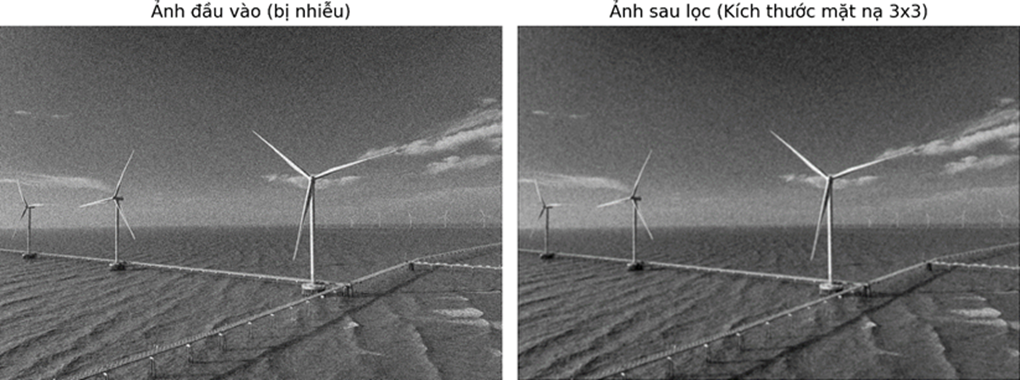 Ảnh đầu vào (bị nhiễu)
Ảnh sau lọc (Kích thước mặt nạ 3x3)